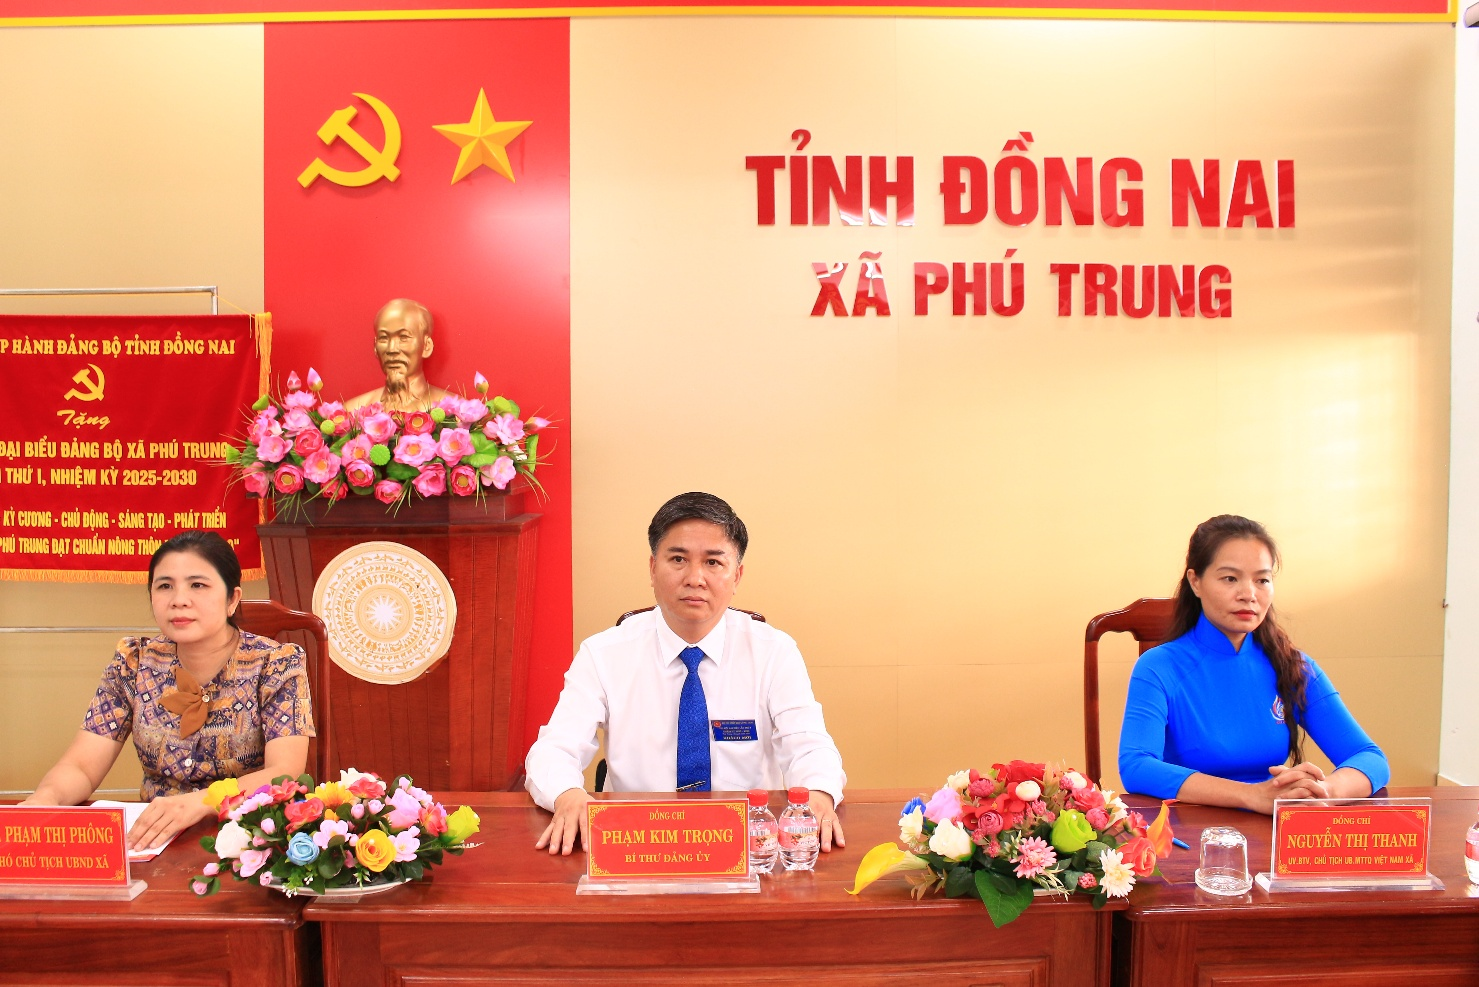 TỈNH ĐỒNG NAI
XÃ PHÚ TRUNG
P HÀNH ĐẢNG BỘ TỈNH ĐỒNG NAI
Tặng
ĐẠI BIỂU ĐẢNG BỘ XÃ PHÚ TRUNG
THỨ I, NHIỆM KỲ 2025-2030
KỶ CƯƠNG - CHỦ ĐỘNG - SÁNG TẠO - PHÁT TRIỂN
PHÚ TRUNG ĐẠT CHUẨN NÔNG THÔN
PHẠM THỊ PHÔNG
HÓ CHỦ TỊCH UBND XÃ
ĐỒNG CHÍ
PHẠM KIM TRỌNG
BÍ THƯ ĐẢNG ỦY
ĐỒNG CHÍ
NGUYỄN THỊ THANH
UV.BTV, CHỦ TỊCH UB.MTTQ VIỆT NAM XÃ